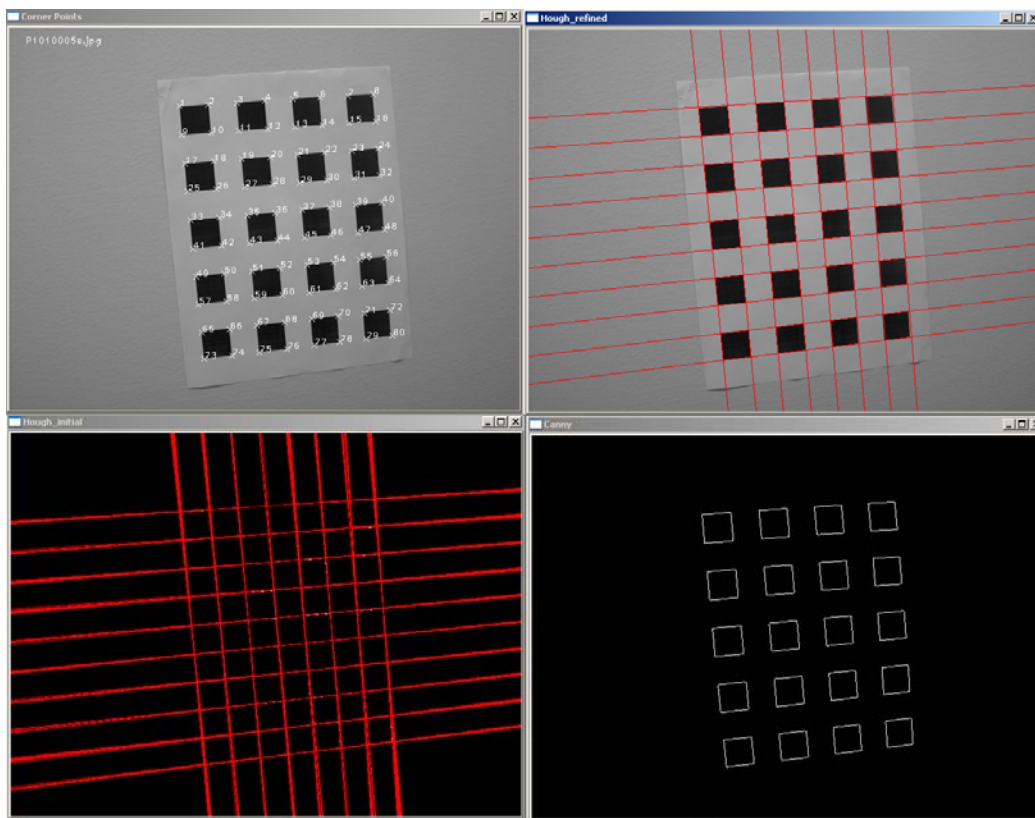 Corner Points
P1010005s.jpg
1 2 3 4 5 6 7 8
9 10 11 12 13 14 15 16
17 18 19 20 21 22 23 24
25 26 27 28 29 30 31 32
33 34 35 36 37 38 39 40
41 42 43 44 45 46 47 48
49 50 51 52 53 54 55 56
57 58 59 60 61 62 63 64
65 66 67 68 69 70 71 72
73 74 75 76 77 78 79 80
Hough_refined
Hough_initial
Canny